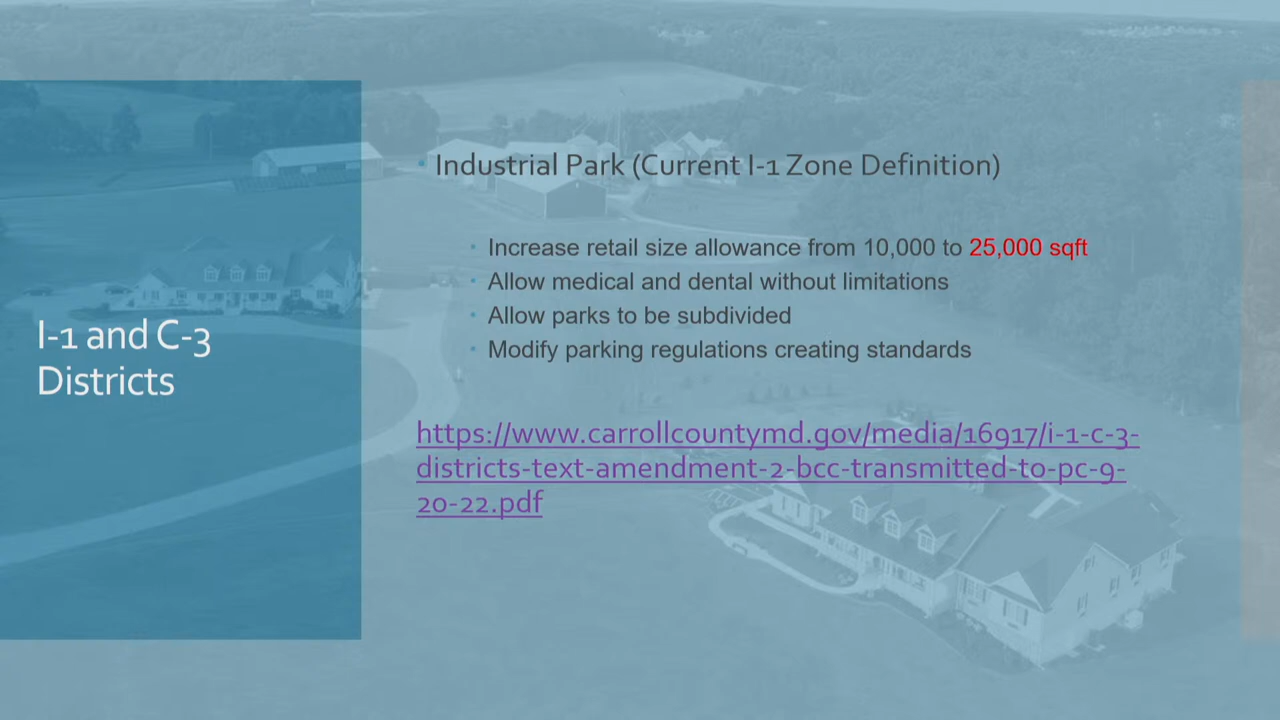 I-1 and C-3
Districts
• Industrial Park (Current I-1 Zone Definition)
• Increase retail size allowance from 10,000 to 25,000 sqft
• Allow medical and dental without limitations
• Allow parks to be subdivided
• Modify parking regulations creating standards
https://www.carrollcountymd.gov/media/16917/i-1-c-3-
districts-text-amendment-2-bcc-transmitted-to-pc-9-
20-22.pdf